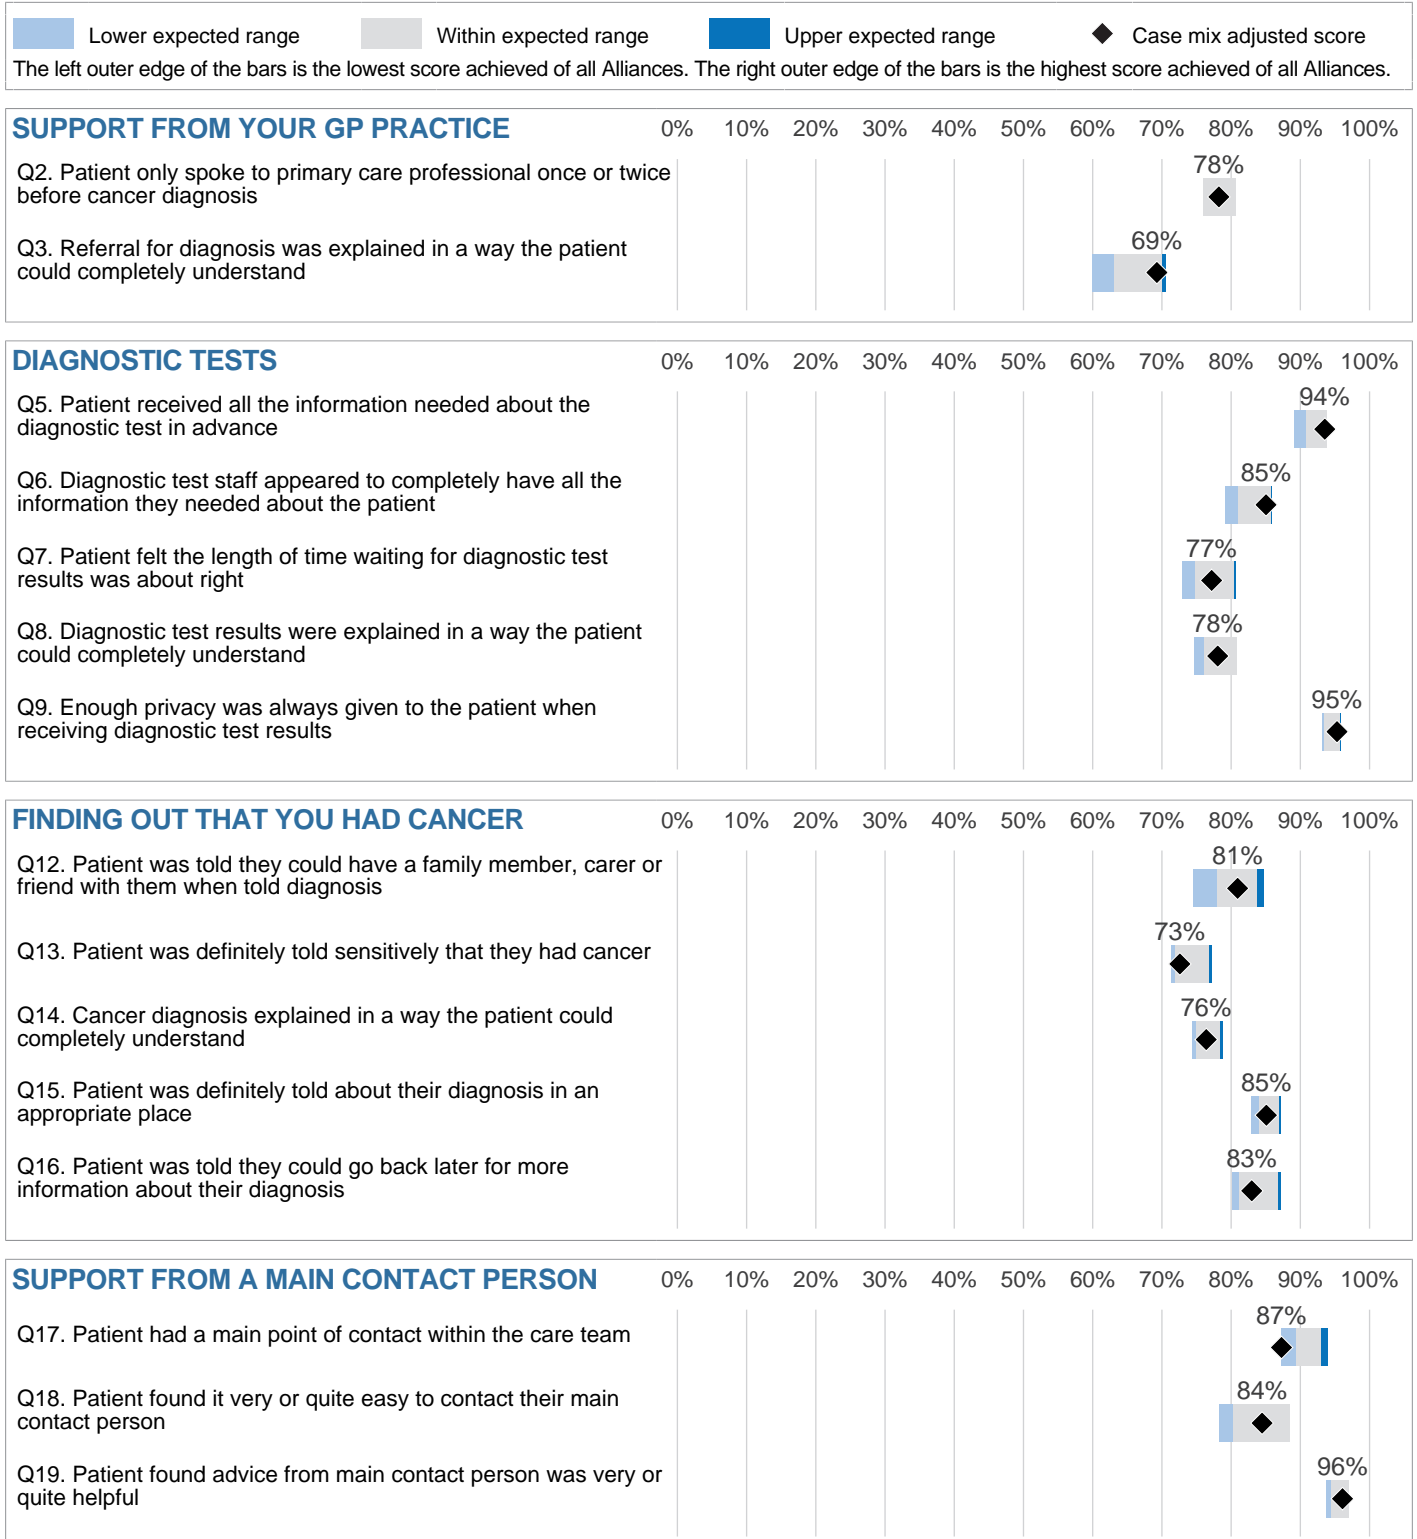 Lower expected range Within expected range Upper expected range Case mix adjusted score
The left outer edge of the bars is the lowest score achieved of all Alliances. The right outer edge of the bars is the highest score achieved of all Alliances.
SUPPORT FROM YOUR GP PRACTICE 0% 10% 20% 30% 40% 50% 60% 70% 80% 90% 100%
Q2. Patient only spoke to primary care professional once or twice
before cancer diagnosis
78%
Q3. Referral for diagnosis was explained in a way the patient
could completely understand
69%
DIAGNOSTIC TESTS 0% 10% 20% 30% 40% 50% 60% 70% 80% 90% 100%
Q5. Patient received all the information needed about the
diagnostic test in advance
94%
Q6. Diagnostic test staff appeared to completely have all the
information they needed about the patient
85%
Q7. Patient felt the length of time waiting for diagnostic test
results was about right
77%
Q8. Diagnostic test results were explained in a way the patient
could completely understand
78%
Q9. Enough privacy was always given to the patient when
receiving diagnostic test results
95%
FINDING OUT THAT YOU HAD CANCER 0% 10% 20% 30% 40% 50% 60% 70% 80% 90% 100%
Q12. Patient was told they could have a family member, carer or
friend with them when told diagnosis
81%
Q13. Patient was definitely told sensitively that they had cancer
73%
Q14. Cancer diagnosis explained in a way the patient could
completely understand
76%
Q15. Patient was definitely told about their diagnosis in an
appropriate place
85%
Q16. Patient was told they could go back later for more
information about their diagnosis
83%
SUPPORT FROM A MAIN CONTACT PERSON 0% 10% 20% 30% 40% 50% 60% 70% 80% 90% 100%
Q17. Patient had a main point of contact within the care team
87%
Q18. Patient found it very or quite easy to contact their main
contact person
84%
Q19. Patient found advice from main contact person was very or
quite helpful
96%